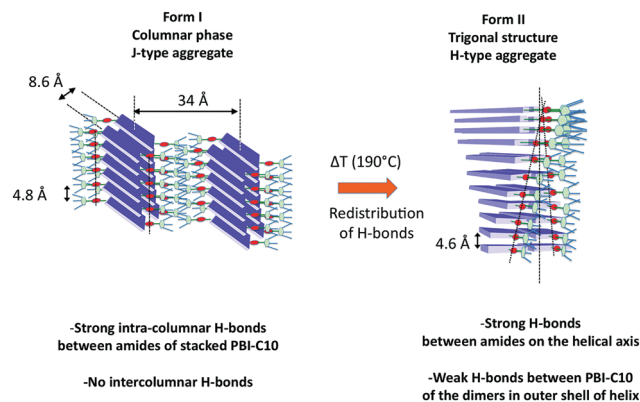 Form I
Columnar phase
J-type aggregate
8.6 Å
34 Å
4.8 Å
-Strong intra-columnar H-bonds
between amides of stacked PBI-C10
-No intercolumnar H-bonds
ΔT (190°C)
Redistribution
of H-bonds
Form II
Trigonal structure
H-type aggregate
4.6 Å
-Strong H-bonds
between amides on the helical axis
-Weak H-bonds between PBI-C10
of the dimers in outer shell of helix